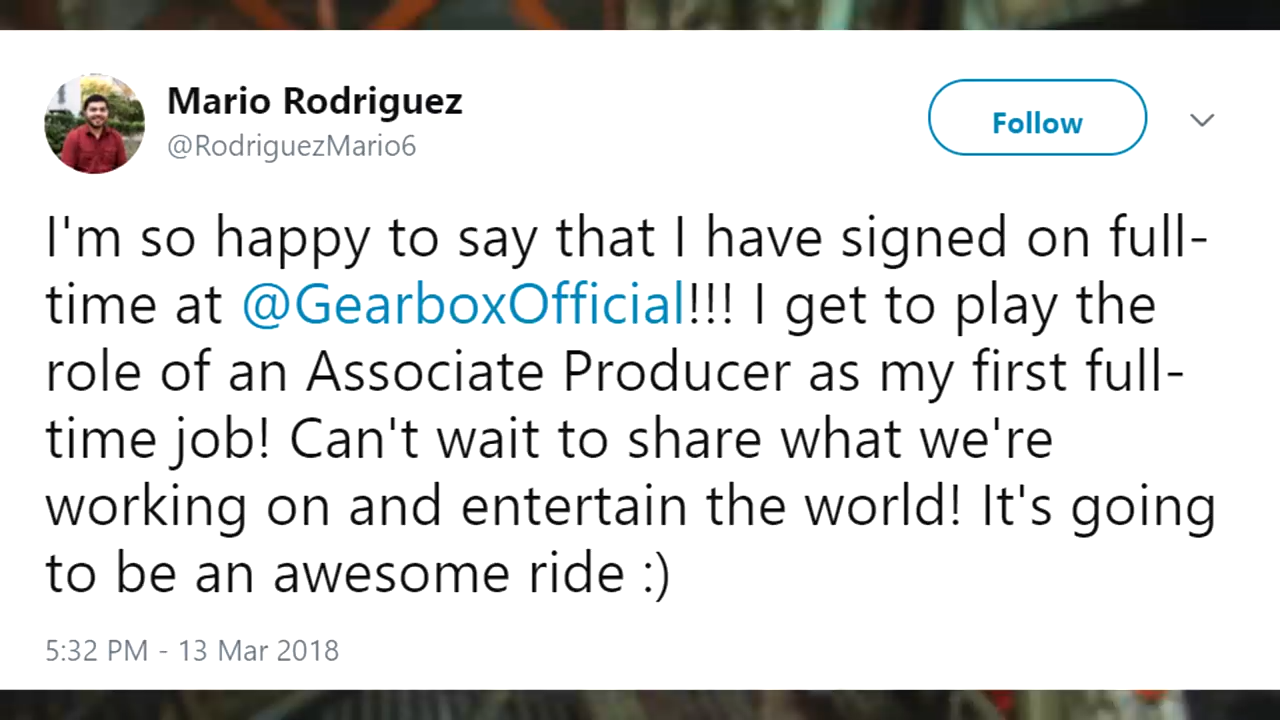 Mario Rodriguez
@RodriguezMario6
Follow
I'm so happy to say that I have signed on full-
time at @GearboxOfficial!!! I get to play the
role of an Associate Producer as my first full-
time job! Can't wait to share what we're
working on and entertain the world! It's going
to be an awesome ride :)
5:32 PM - 13 Mar 2018